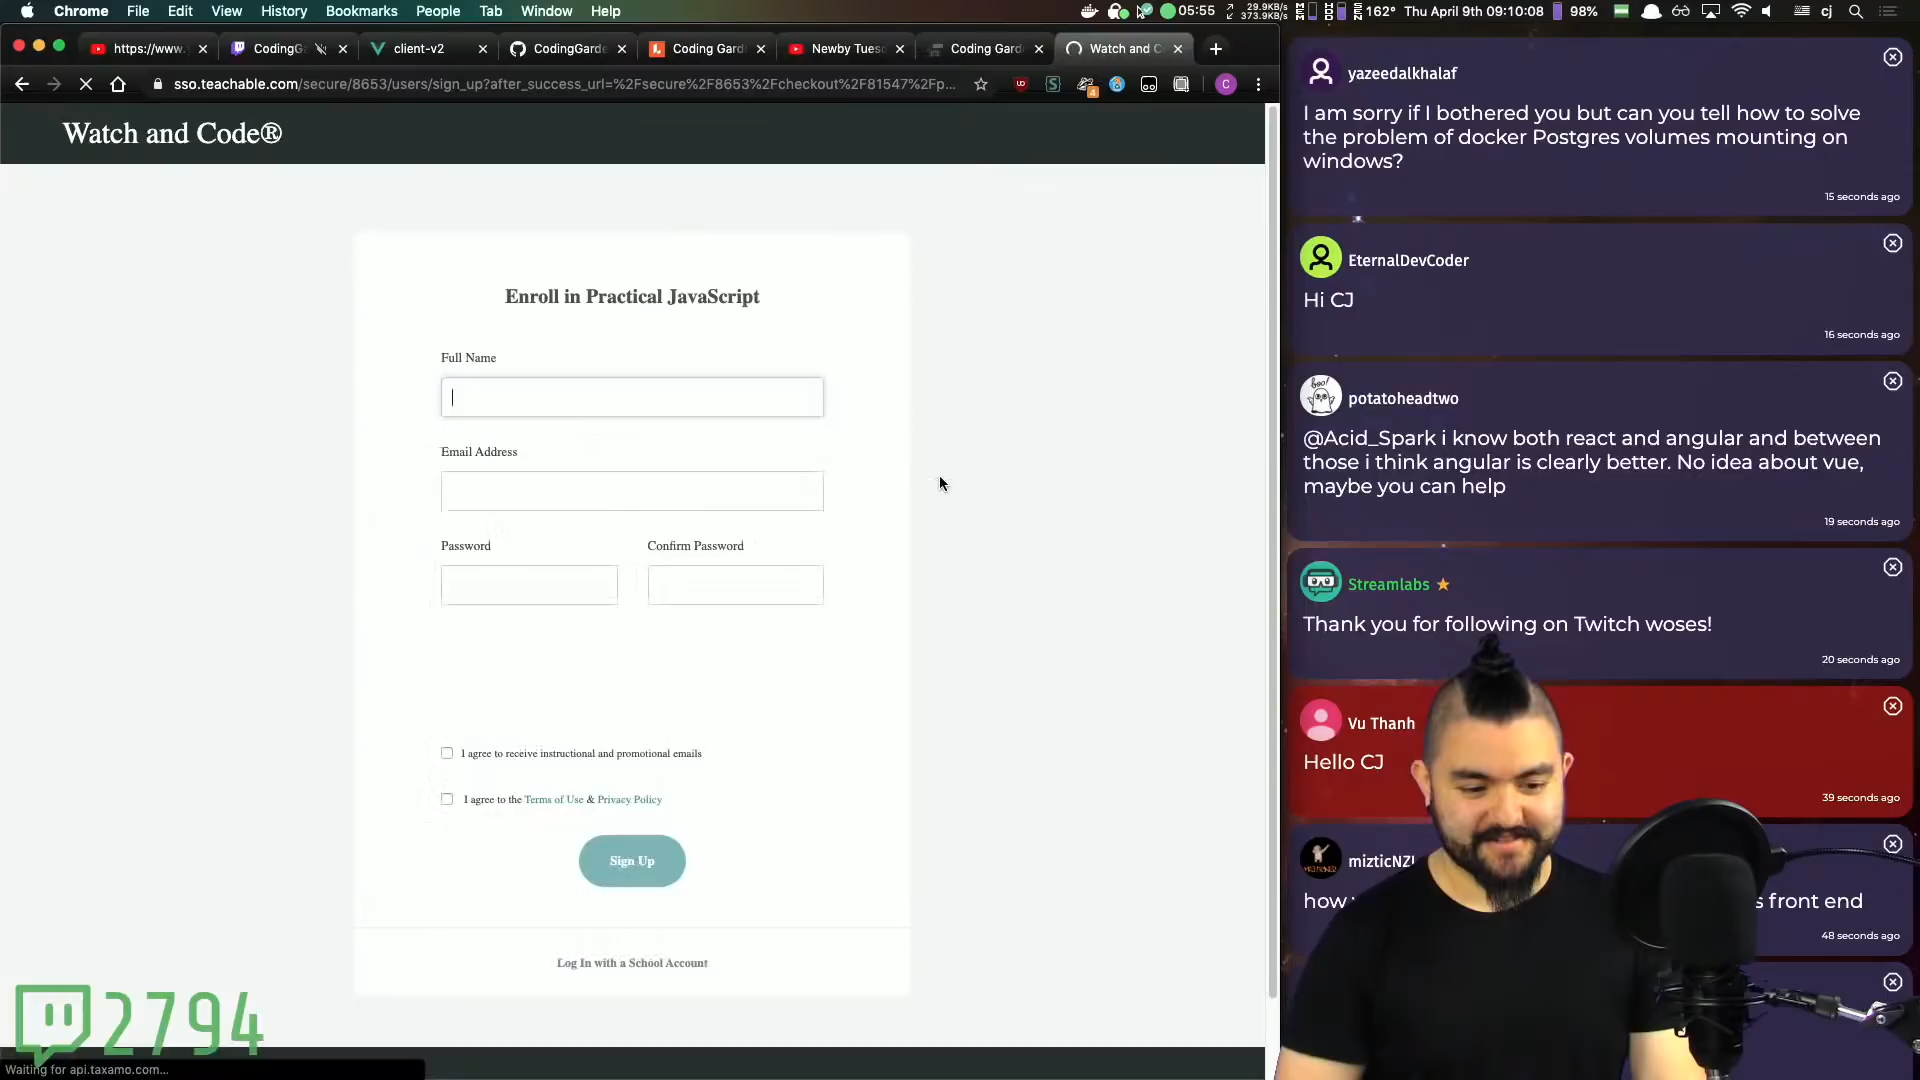 Chrome File Edit View History Bookmarks People Tab Window Help
05:55 29.9KB/s 373.9KB/s 162° Thu April 9th 09:10:08 98% cj
https://www. CodingG client-v2 CodingGarde Coding Gard Newby Tues Coding Gard Watch and C
sso.teachable.com/secure/8653/users/sign_up?after_success_url=%2Fsecure%2F8653%2Fcheckout%2F81547%2Fp...
Watch and Code®
Enroll in Practical JavaScript
Full Name
Email Address
Password Confirm Password
I agree to receive instructional and promotional emails
I agree to the Terms of Use & Privacy Policy
Sign Up
Log In with a School Account
2794
Waiting for api.taxamo.com...
yazeedalkhalaf
I am sorry if I bothered you but can you tell how to solve
the problem of docker Postgres volumes mounting on
windows?
15 seconds ago
EternalDevCoder
Hi CJ
16 seconds ago
potatoheadtwo
@Acid_Spark i know both react and angular and between
those i think angular is clearly better. No idea about vue,
maybe you can help
19 seconds ago
Streamlabs
Thank you for following on Twitch woses!
20 seconds ago
Vu Thanh
Hello CJ
39 seconds ago
mizticNZ
how s front end
48 seconds ago